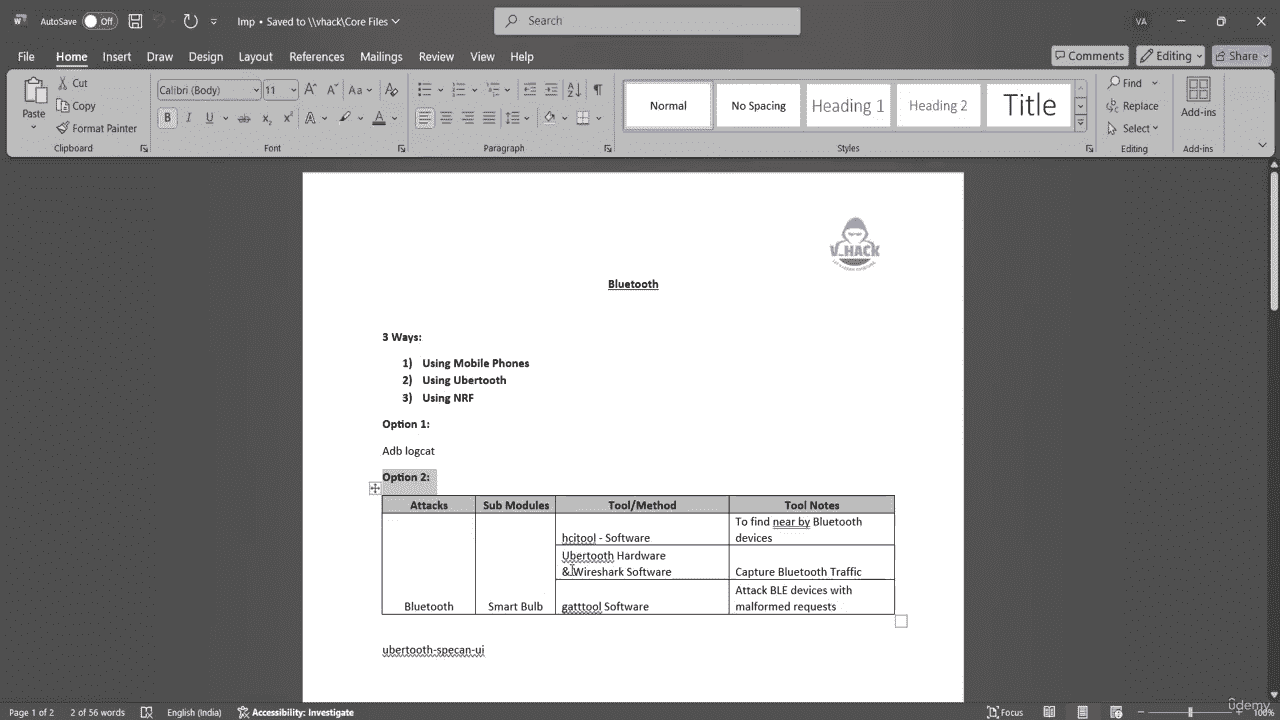 AutoSave Off Imp • Saved to \\vhack\Core Files Search VA
File Home Insert Draw Design Layout References Mailings Review View Help Comments Editing Share
Paste Cut Copy Format Painter
Calibri (Body) 11
Normal No Spacing Heading 1 Heading 2 Title
Find Replace Select Add-ins
Clipboard Font Paragraph Styles Editing Add-ins
V_HACK
Bluetooth
3 Ways:
1) Using Mobile Phones
2) Using Ubertooth
3) Using NRF
Option 1:
Adb logcat
Option 2:
Attacks Sub Modules Tool/Method Tool Notes
To find near by Bluetooth
hcitool - Software devices
Ubertooth Hardware
& Wireshark Software Capture Bluetooth Traffic
Attack BLE devices with
Bluetooth Smart Bulb gatttool Software malformed requests
ubertooth-specan-ui
Page 1 of 2 2 of 56 words English (India) Accessibility: Investigate Focus 100%
ûdemy